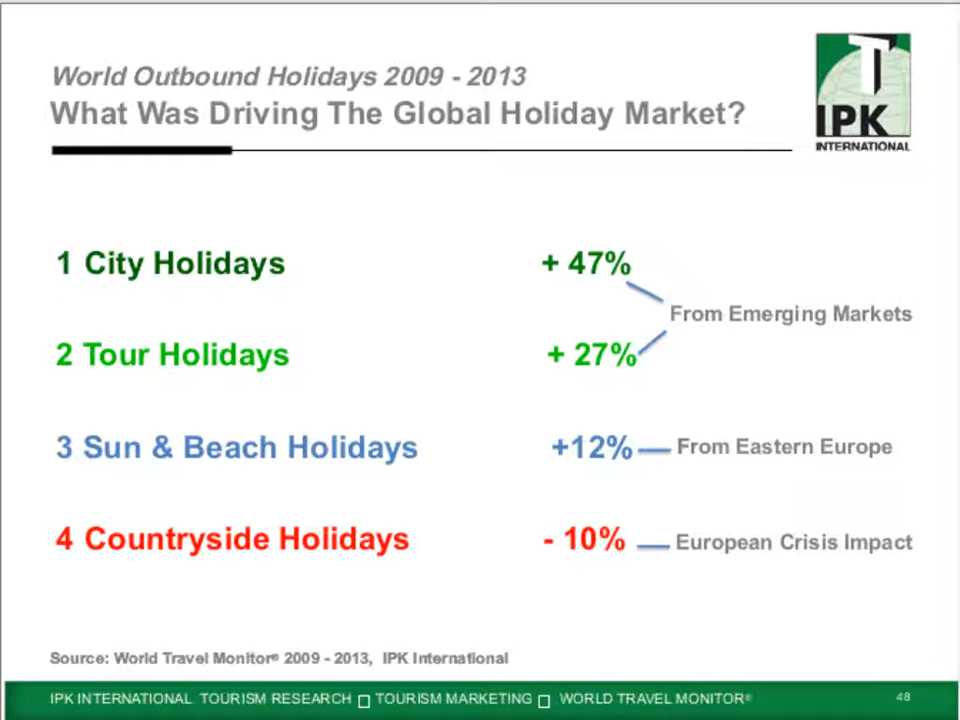 World Outbound Holidays 2009 - 2013
What Was Driving The Global Holiday Market?
T
IPK
INTERNATIONAL
1 City Holidays + 47%
From Emerging Markets
2 Tour Holidays + 27%
3 Sun & Beach Holidays +12% From Eastern Europe
4 Countryside Holidays - 10% European Crisis Impact
Source: World Travel Monitor® 2009 - 2013, IPK International
IPK INTERNATIONAL TOURISM RESEARCH □ TOURISM MARKETING □ WORLD TRAVEL MONITOR® 48